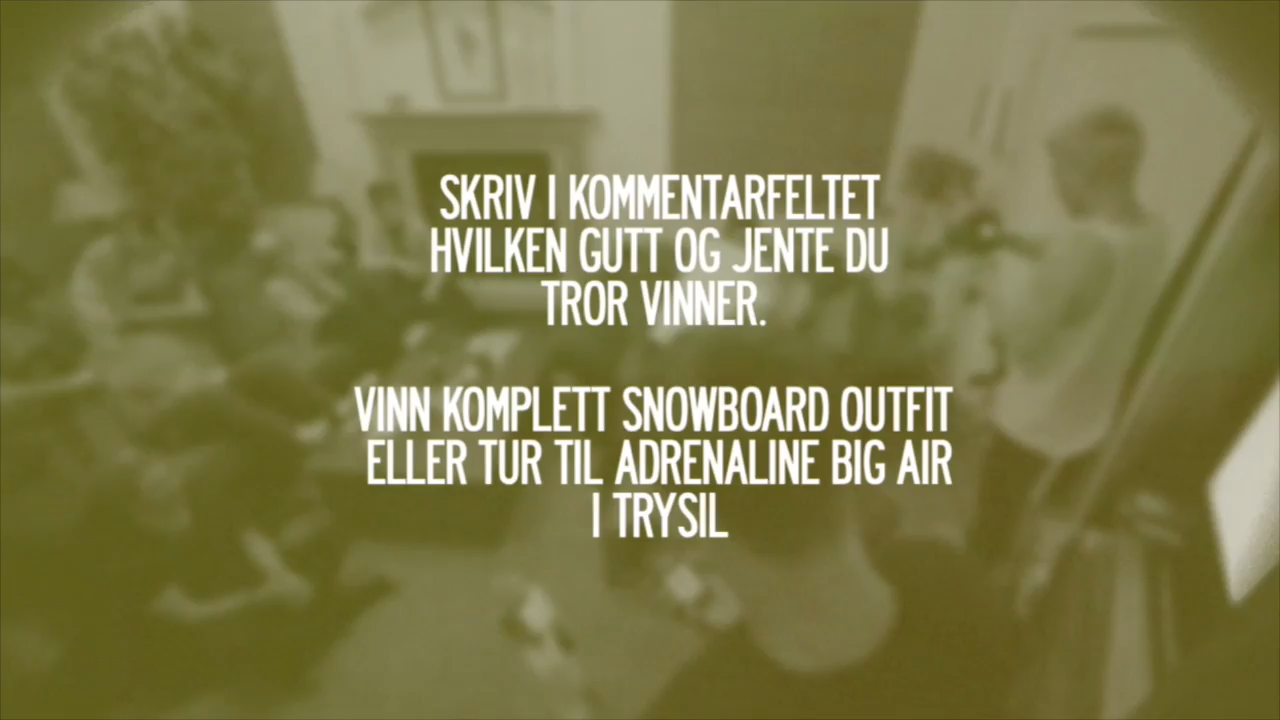 SKRIV I KOMMENTARFELTET
HVILKEN GUTT OG JENTE DU
TROR VINNER.
VINN KOMPLETT SNOWBOARD OUTFIT
ELLER TUR TIL ADRENALINE BIG AIR
I TRYSIL